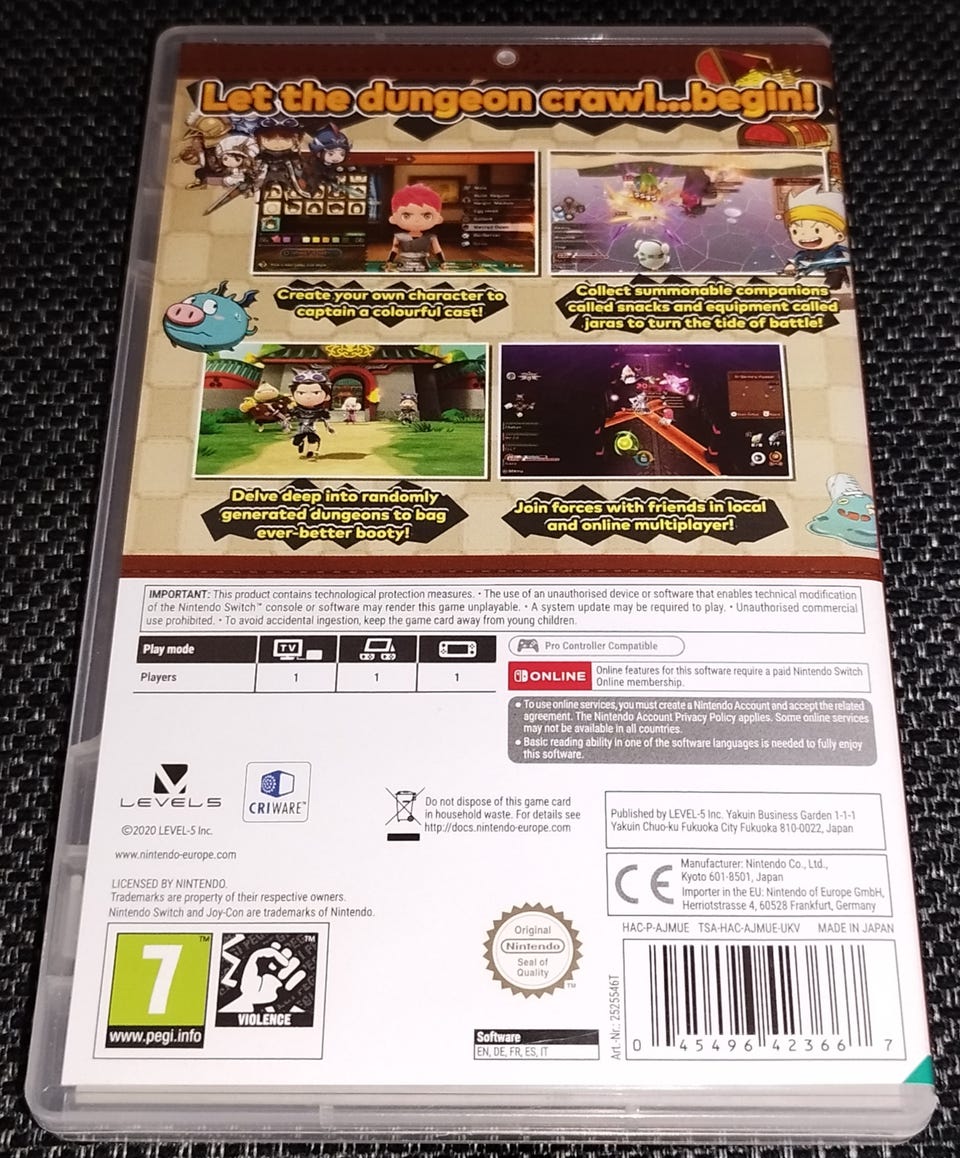 Let the dungeon crawl...begin!
Create your own character to
captain a colourful cast!
Collect summonable companions
called snacks and equipment called
jaras to turn the tide of battle!
Delve deep into randomly
generated dungeons to bag
ever-better booty!
Join forces with friends in local
and online multiplayer!
IMPORTANT: This product contains technological protection measures. • The use of an unauthorised device or software that enables technical modification
of the Nintendo Switch™ console or software may render this game unplayable. • A system update may be required to play. • Unauthorised commercial
use prohibited. • To avoid accidental ingestion, keep the game card away from young children.
Play mode TV
Players 1 1 1
Pro Controller Compatible
ONLINE
Online features for this software require a paid Nintendo Switch
Online membership.
• To use online services, you must create a Nintendo Account and accept the related
agreement. The Nintendo Account Privacy Policy applies. Some online services
may not be available in all countries.
• Basic reading ability in one of the software languages is needed to fully enjoy
this software.
LEVEL5
CRIWARE™
©2020 LEVEL-5 Inc.
www.nintendo-europe.com
Do not dispose of this game card
in household waste. For details see
http://docs.nintendo-europe.com
Published by LEVEL-5 Inc. Yakuin Business Garden 1-1-1
Yakuin Chuo-ku Fukuoka City Fukuoka 810-0022, Japan
CE
Manufacturer: Nintendo Co., Ltd.,
Kyoto 601-8501, Japan
Importer in the EU: Nintendo of Europe GmbH,
Herriotstrasse 4, 60528 Frankfurt, Germany
LICENSED BY NINTENDO.
Trademarks are property of their respective owners.
Nintendo Switch and Joy-Con are trademarks of Nintendo.
HAC-P-AJMUE TSA-HAC-AJMUE-UKV MADE IN JAPAN
7™
www.pegi.info
™
VIOLENCE
Original
Nintendo
Seal of
Quality
™
Software
EN, DE, FR, ES, IT
Art.-Nr.: 2525546T
0 45496 42366 7